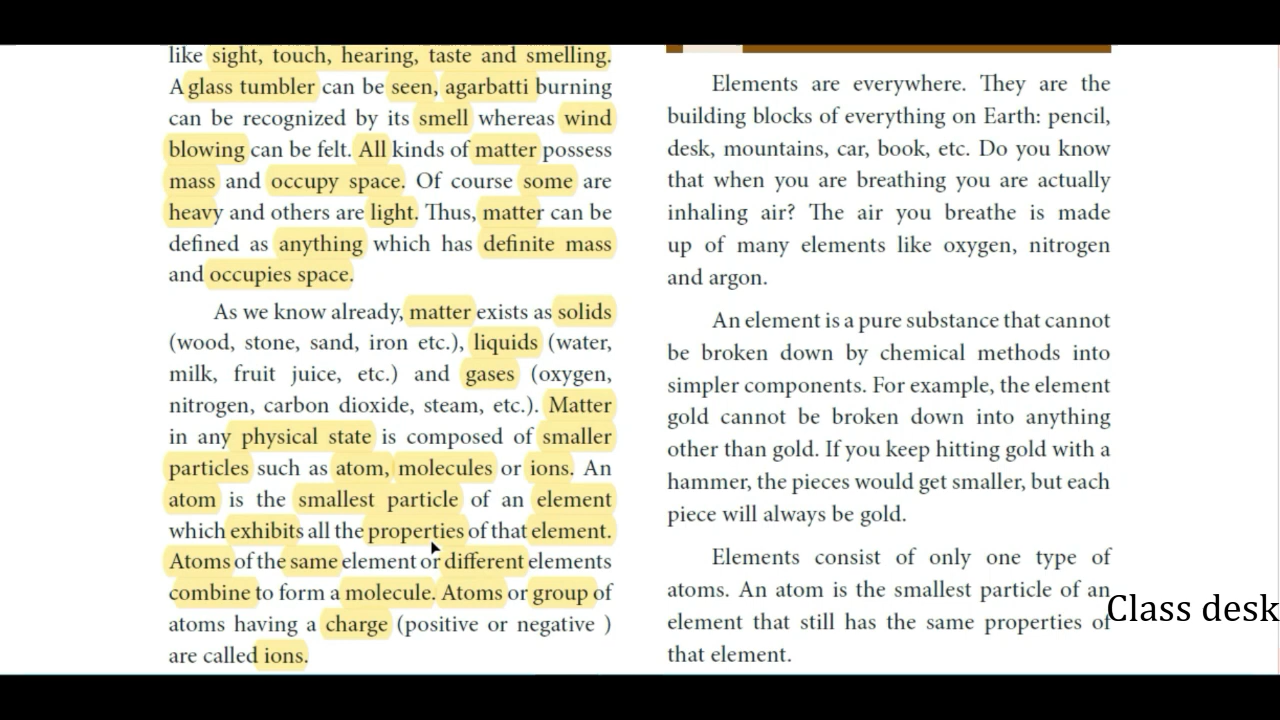 like sight, touch, hearing, taste and smelling.
A glass tumbler can be seen, agarbatti burning
can be recognized by its smell whereas wind
blowing can be felt. All kinds of matter possess
mass and occupy space. Of course some are
heavy and others are light. Thus, matter can be
defined as anything which has definite mass
and occupies space.
As we know already, matter exists as solids
(wood, stone, sand, iron etc.), liquids (water,
milk, fruit juice, etc.) and gases (oxygen,
nitrogen, carbon dioxide, steam, etc.). Matter
in any physical state is composed of smaller
particles such as atom, molecules or ions. An
atom is the smallest particle of an element
which exhibits all the properties of that element.
Atoms of the same element or different elements
combine to form a molecule. Atoms or group of
atoms having a charge (positive or negative )
are called ions.
Elements are everywhere. They are the
building blocks of everything on Earth: pencil,
desk, mountains, car, book, etc. Do you know
that when you are breathing you are actually
inhaling air? The air you breathe is made
up of many elements like oxygen, nitrogen
and argon.
An element is a pure substance that cannot
be broken down by chemical methods into
simpler components. For example, the element
gold cannot be broken down into anything
other than gold. If you keep hitting gold with a
hammer, the pieces would get smaller, but each
piece will always be gold.
Elements consist of only one type of
atoms. An atom is the smallest particle of an
element that still has the same properties of
that element.
Class desk